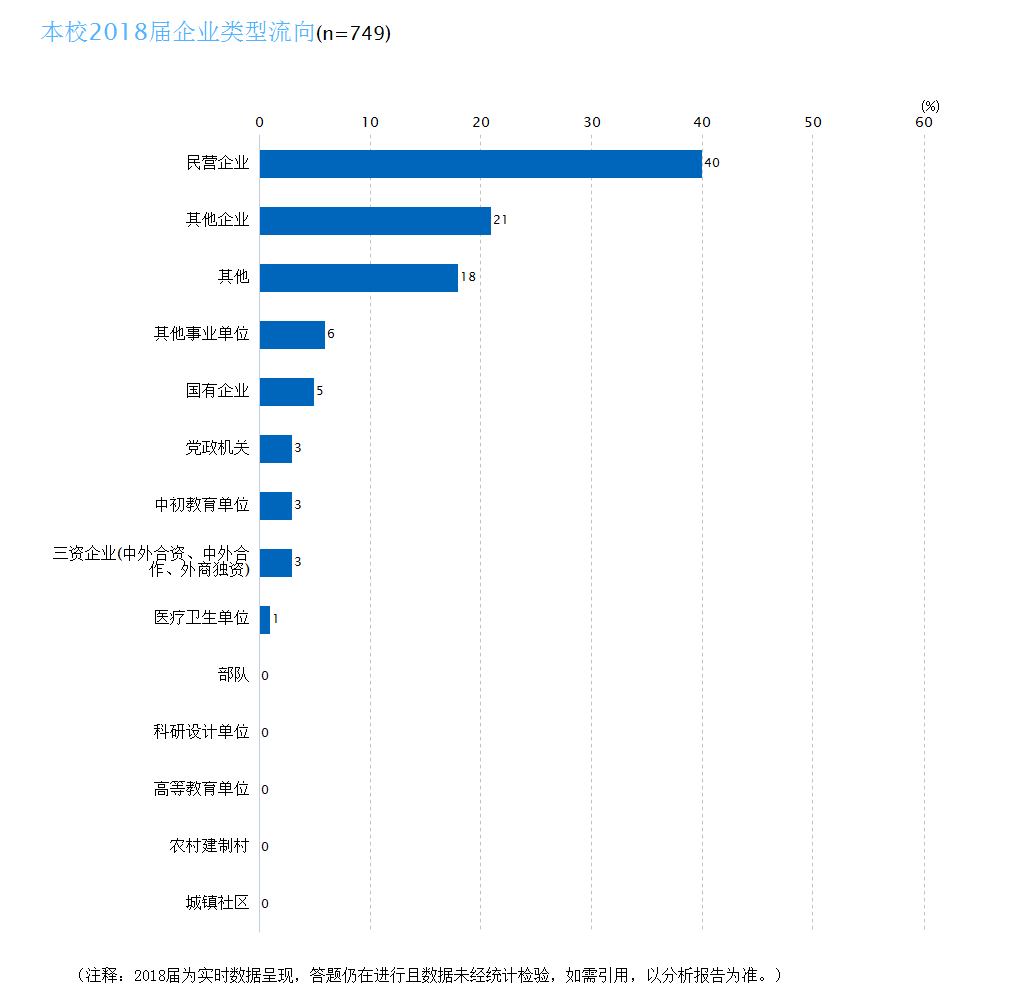 本校2018届企业类型流向(n=749)
(%)
0 10 20 30 40 50 60
民营企业 40
其他企业 21
其他 18
其他事业单位 6
国有企业 5
党政机关 3
中初教育单位 3
三资企业(中外合资、中外合
作、外商独资) 3
医疗卫生单位 1
部队 0
科研设计单位 0
高等教育单位 0
农村建制村 0
城镇社区 0
（注释：2018届为实时数据呈现，答题仍在进行且数据未经统计检验，如需引用，以分析报告为准。）